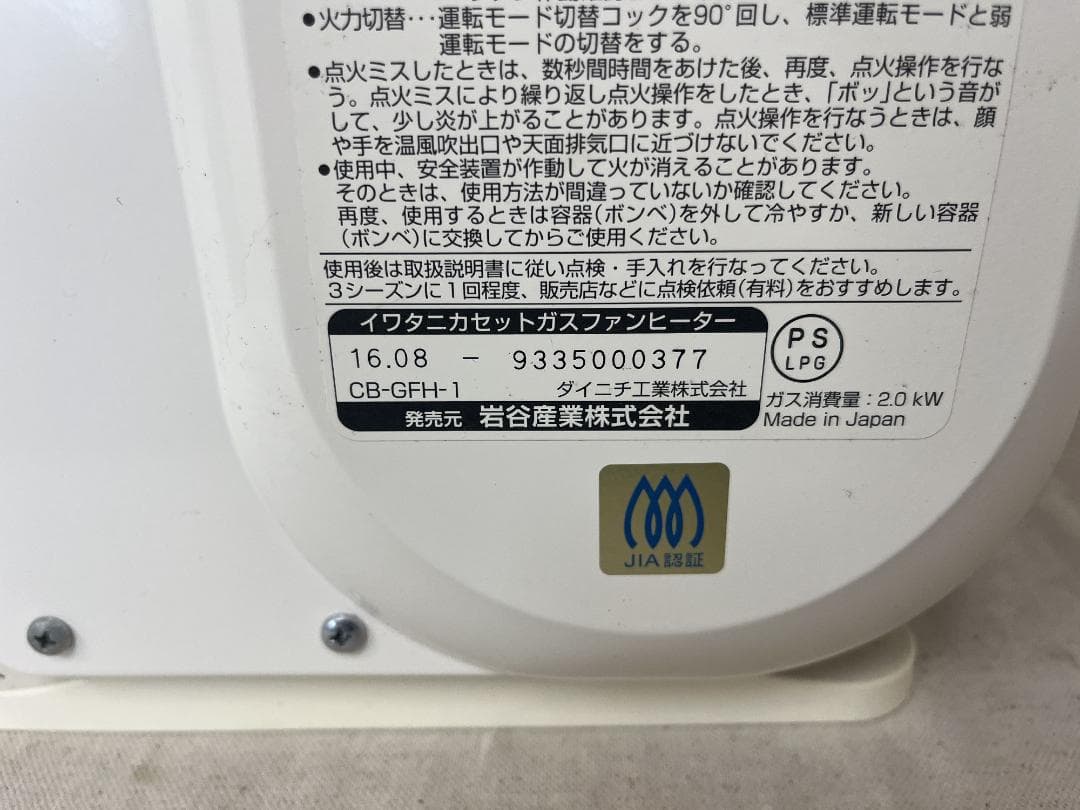 ●火力切替･･･運転モード切替コックを90°回し、標準運転モードと弱
運転モードの切替をする。
●点火ミスしたときは、数秒間時間をあけた後、再度、点火操作を行な
う。点火ミスにより繰り返し点火操作をしたとき、「ボッ」という音が
して、少し炎が上がることがあります。点火操作を行なうときは、顔
や手を温風吹出口や天面排気口に近づけないでください。
●使用中、安全装置が作動して火が消えることがあります。
そのときは、使用方法が間違っていないか確認してください。
再度、使用するときは容器(ボンベ)を外して冷やすか、新しい容器
(ボンベ)に交換してからご使用ください。
使用後は取扱説明書に従い点検・手入れを行なってください。
3シーズンに1回程度、販売店などに点検依頼(有料)をおすすめします。
イワタニカセットガスファンヒーター
16.08 － 9335000377
CB-GFH-1 ダイニチ工業株式会社
発売元 岩谷産業株式会社
PS
LPG
ガス消費量：2.0 kW
Made in Japan
JIA認証